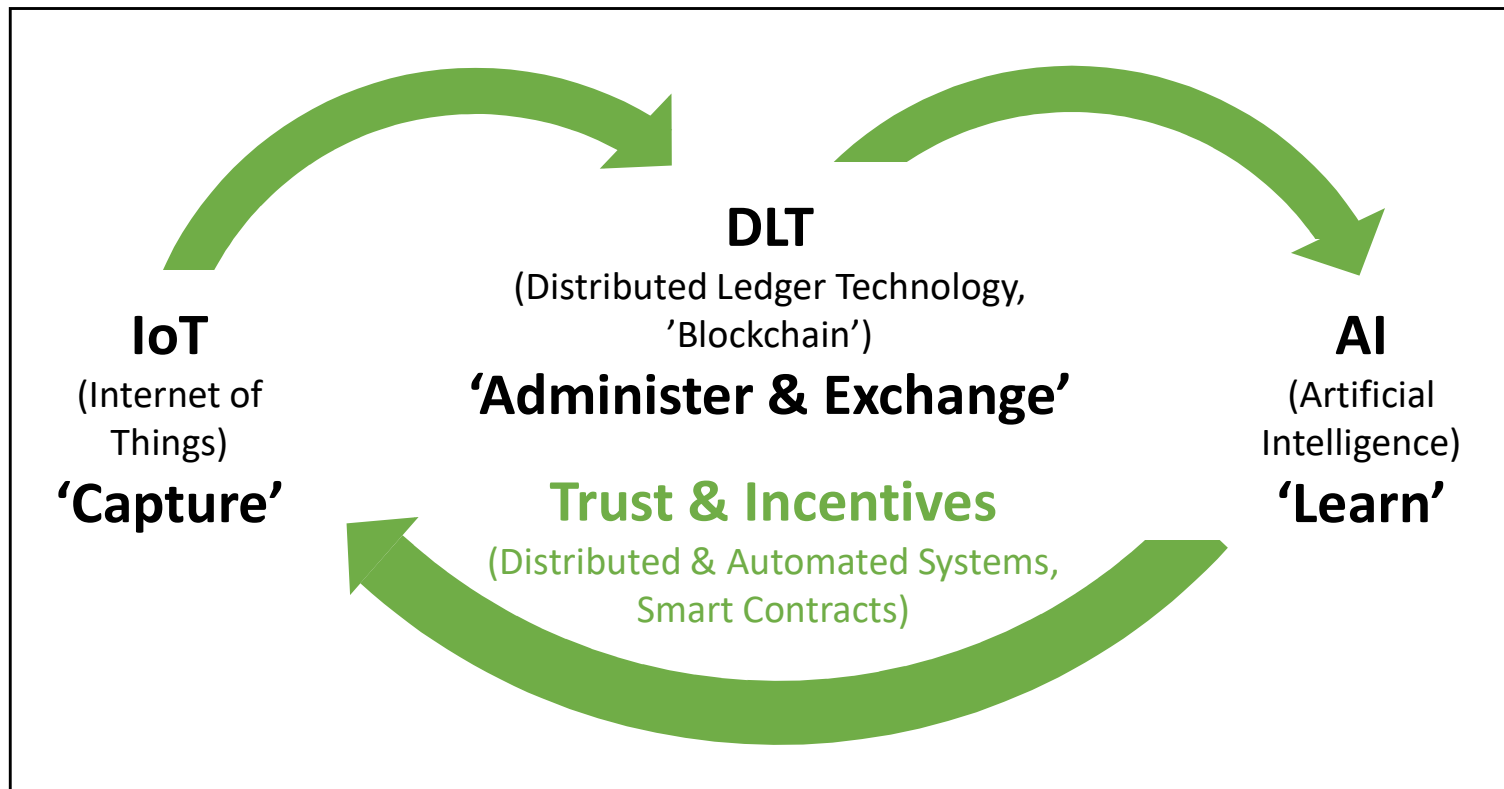 IoT
(Internet of
Things)
‘Capture’
DLT
(Distributed Ledger Technology,
’Blockchain’)
‘Administer & Exchange’
Trust & Incentives
(Distributed & Automated Systems,
Smart Contracts)
AI
(Artificial
Intelligence)
‘Learn’